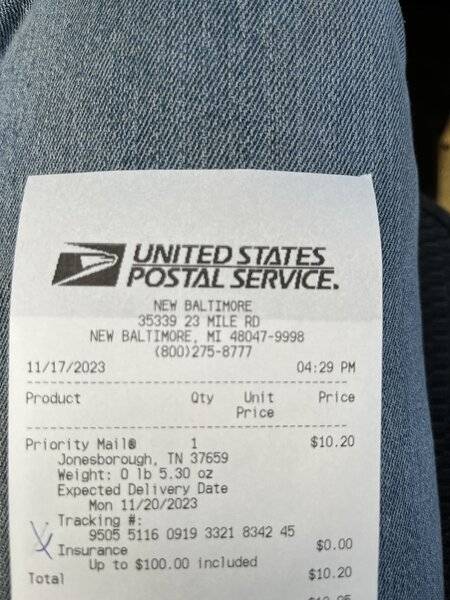 UNITED STATES
POSTAL SERVICE.
NEW BALTIMORE
35339 23 MILE RD
NEW BALTIMORE, MI 48047-9998
(800)275-8777
11/17/2023 04:29 PM
Product Qty Unit Price
Price
Priority Mail® 1 $10.20
Jonesborough, TN 37659
Weight: 0 lb 5.30 oz
Expected Delivery Date
Mon 11/20/2023
Tracking #:
9505 5116 0919 3321 8342 45
Insurance $0.00
Up to $100.00 included
Total $10.20